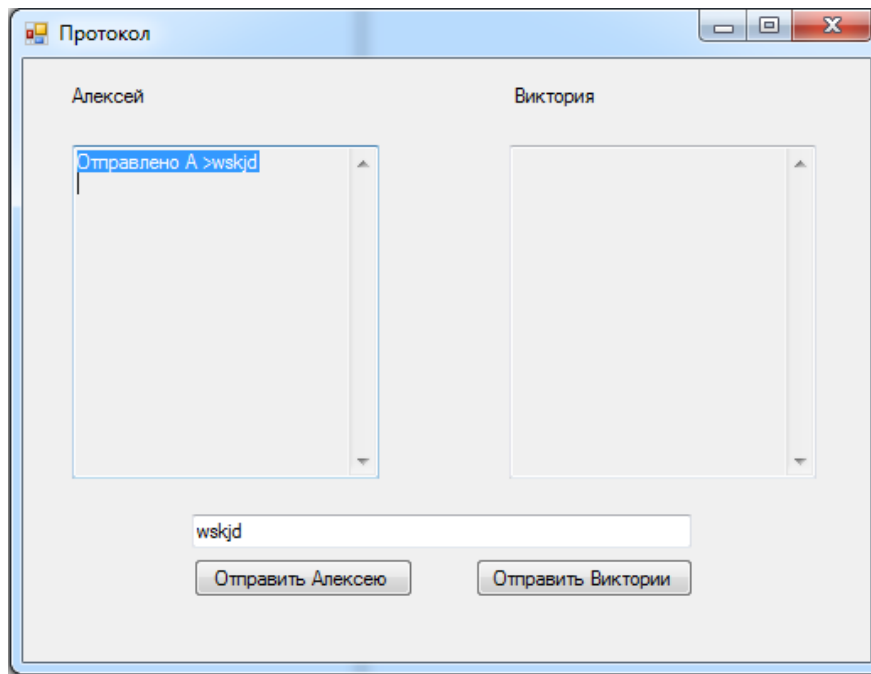 Протокол
Алексей
Виктория
Отправлено А >wskjd
wskjd
Отправить Алексею
Отправить Виктории